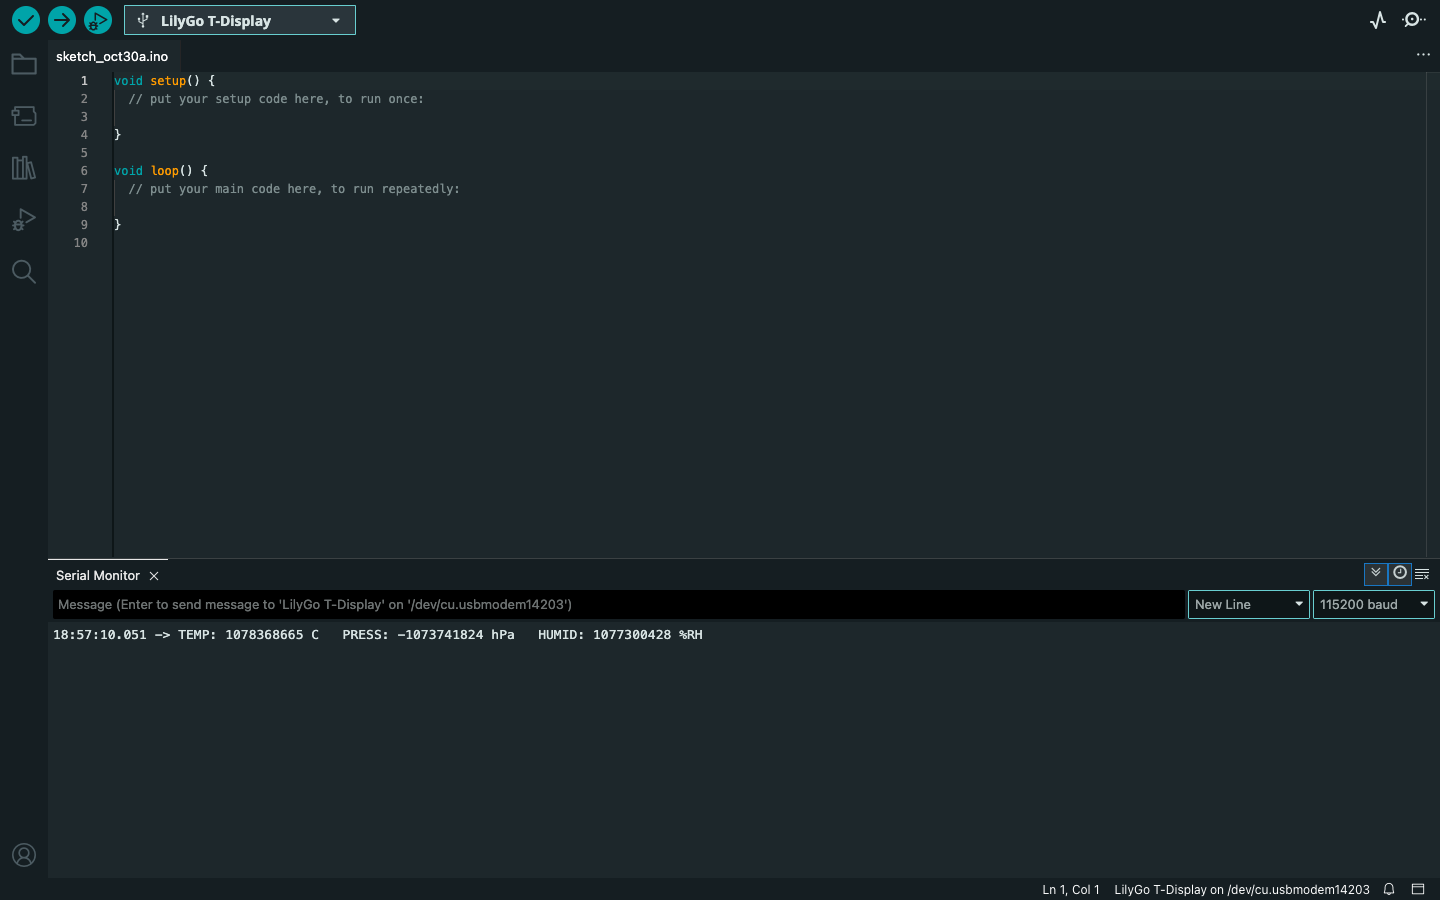 LilyGo T-Display
sketch_oct30a.ino
1 void setup() {
2 // put your setup code here, to run once:
3
4 }
5
6 void loop() {
7 // put your main code here, to run repeatedly:
8
9 }
10
Serial Monitor
Message (Enter to send message to 'LilyGo T-Display' on '/dev/cu.usbmodem14203')
New Line
115200 baud
18:57:10.051 -> TEMP: 1078368665 C   PRESS: -1073741824 hPa   HUMID: 1077300428 %RH
Ln 1, Col 1
LilyGo T-Display on /dev/cu.usbmodem14203